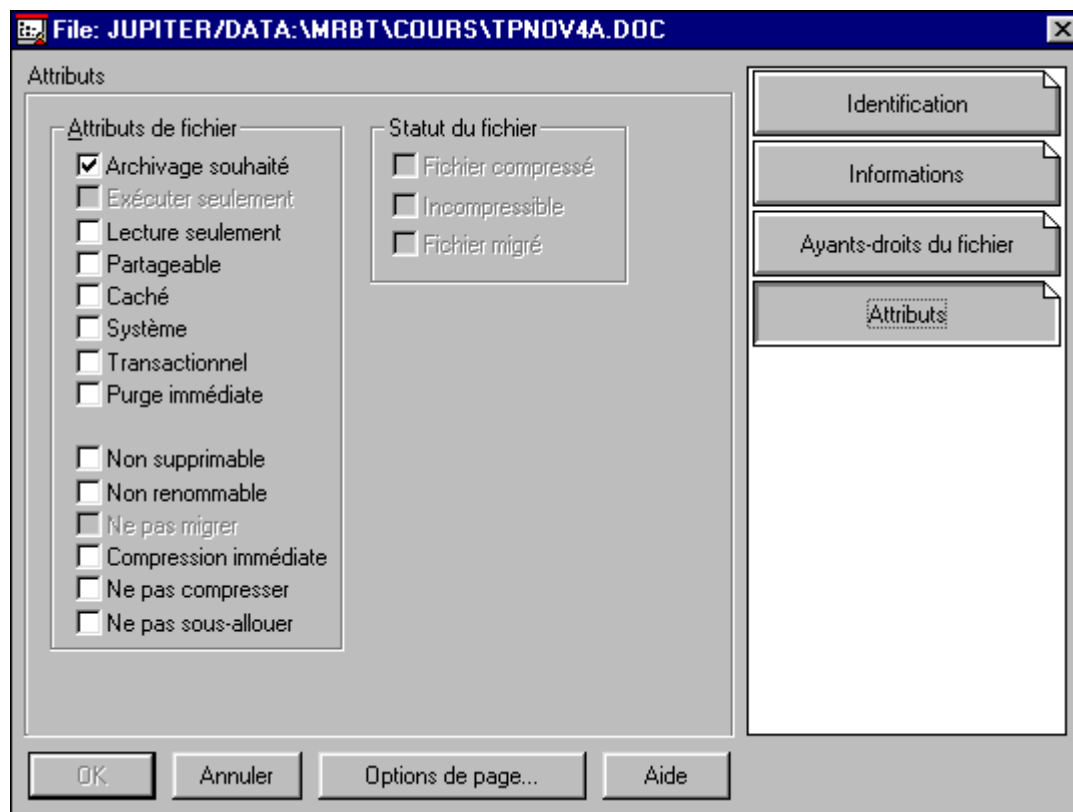 File: JUPITER/DATA:\MRBT\COURS\TPNOV4A.DOC
Attributs
Attributs de fichier
Archivage souhaité
Exécuter seulement
Lecture seulement
Partageable
Caché
Système
Transactionnel
Purge immédiate
Non supprimable
Non renommable
Ne pas migrer
Compression immédiate
Ne pas compresser
Ne pas sous-allouer
Statut du fichier
Fichier compressé
Incompressible
Fichier migré
Identification
Informations
Ayants-droits du fichier
Attributs
OK
Annuler
Options de page...
Aide